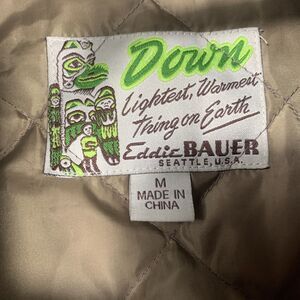 Down
Lightest, Warmest
Thing on Earth
Eddie BAUER
SEATTLE, U.S.A.
M
MADE IN
CHINA